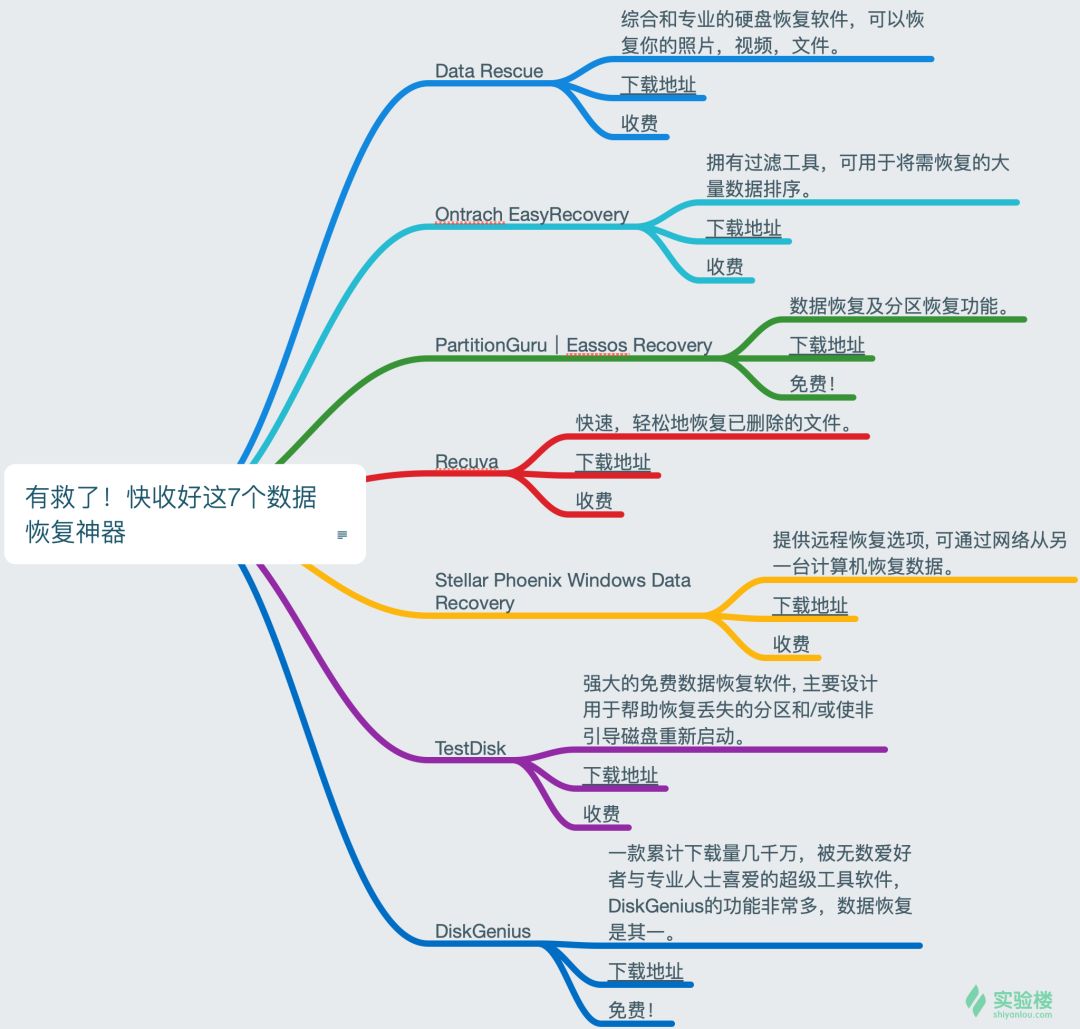 综合和专业的硬盘恢复软件，可以恢
复你的照片，视频，文件。
Data Rescue
下载地址
收费
拥有过滤工具，可用于将需恢复的大
量数据排序。
Ontrach EasyRecovery
下载地址
收费
数据恢复及分区恢复功能。
PartitionGuru｜Eassos Recovery
下载地址
免费！
快速，轻松地恢复已删除的文件。
Recuva
下载地址
收费
有救了！快收好这7个数据
恢复神器
提供远程恢复选项, 可通过网络从另
一台计算机恢复数据。
Stellar Phoenix Windows Data
Recovery
下载地址
收费
强大的免费数据恢复软件, 主要设计
用于帮助恢复丢失的分区和/或使非
引导磁盘重新启动。
TestDisk
下载地址
收费
一款累计下载量几千万，被无数爱好
者与专业人士喜爱的超级工具软件，
DiskGenius的功能非常多，数据恢复
是其一。
DiskGenius
下载地址
免费！
实验楼
shiyanlou.com